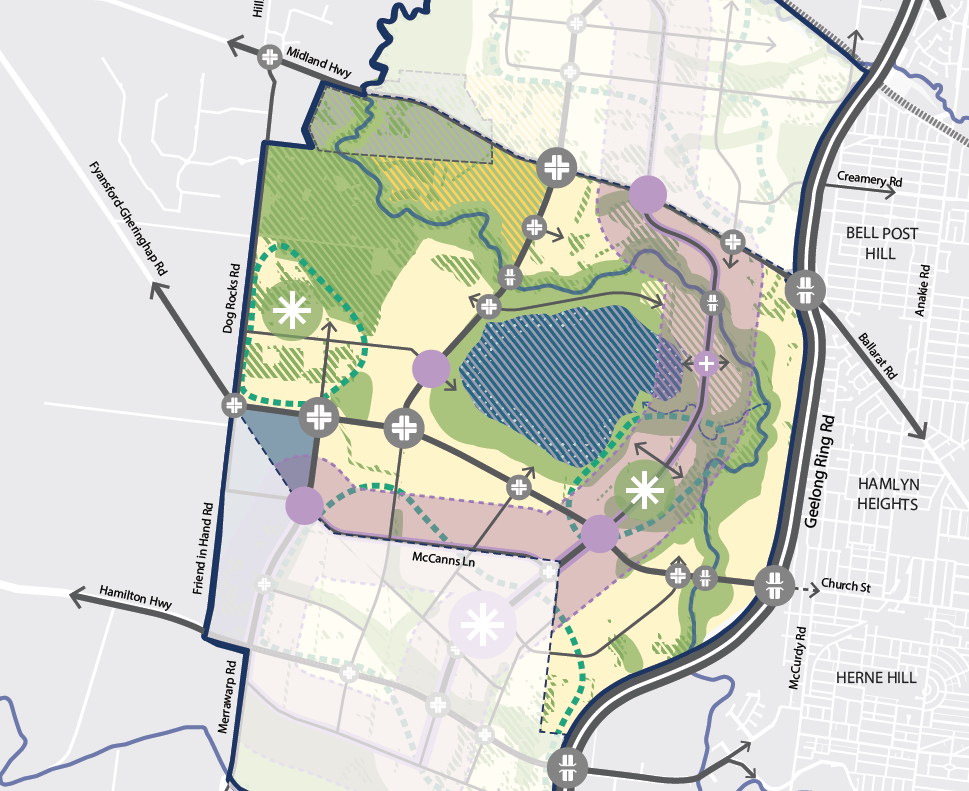 Hill
Midland Hwy
Fyansford-Gheringhap Rd
Creamery Rd
BELL POST
HILL
Anakie Rd
Dog Rocks Rd
Ballarat Rd
Geelong Ring Rd
HAMLYN
HEIGHTS
Friend in Hand Rd
McCanns Ln
Hamilton Hwy
Church St
McCurdy Rd
HERNE HILL
Merrawarp Rd